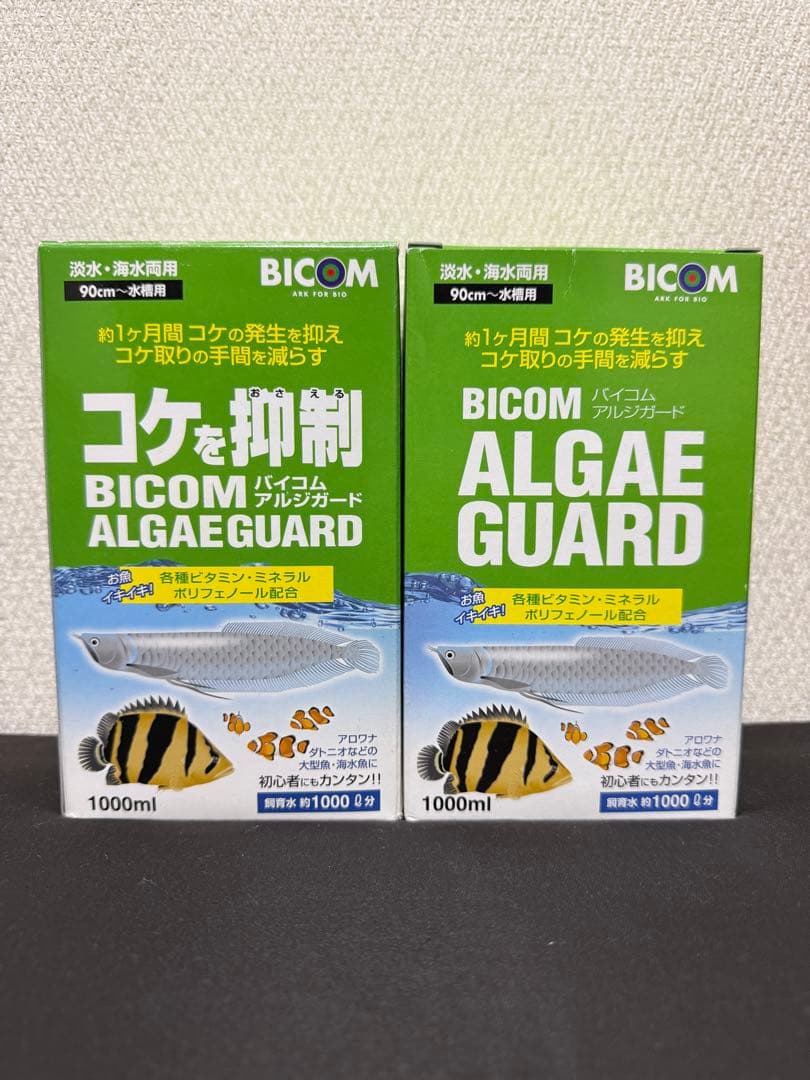 淡水・海水両用
90cm〜水槽用
BICOM
ARK FOR BIO
約1ヶ月間 コケの発生を抑え
コケ取りの手間を減らす
おさえる
コケを抑制
BICOM バイコム
アルジガード
ALGAEGUARD
お魚
イキイキ!
各種ビタミン・ミネラル
ポリフェノール配合
アロワナ
ダトニオなどの
大型魚・海水魚に
初心者にもカンタン!!
1000ml
飼育水 約1000ℓ分
淡水・海水両用
90cm〜水槽用
BICOM
ARK FOR BIO
約1ヶ月間 コケの発生を抑え
コケ取りの手間を減らす
BICOM バイコム
アルジガード
ALGAE
GUARD
お魚
イキイキ!
各種ビタミン・ミネラル
ポリフェノール配合
アロワナ
ダトニオなどの
大型魚・海水魚に
初心者にもカンタン!!
1000ml
飼育水 約1000ℓ分